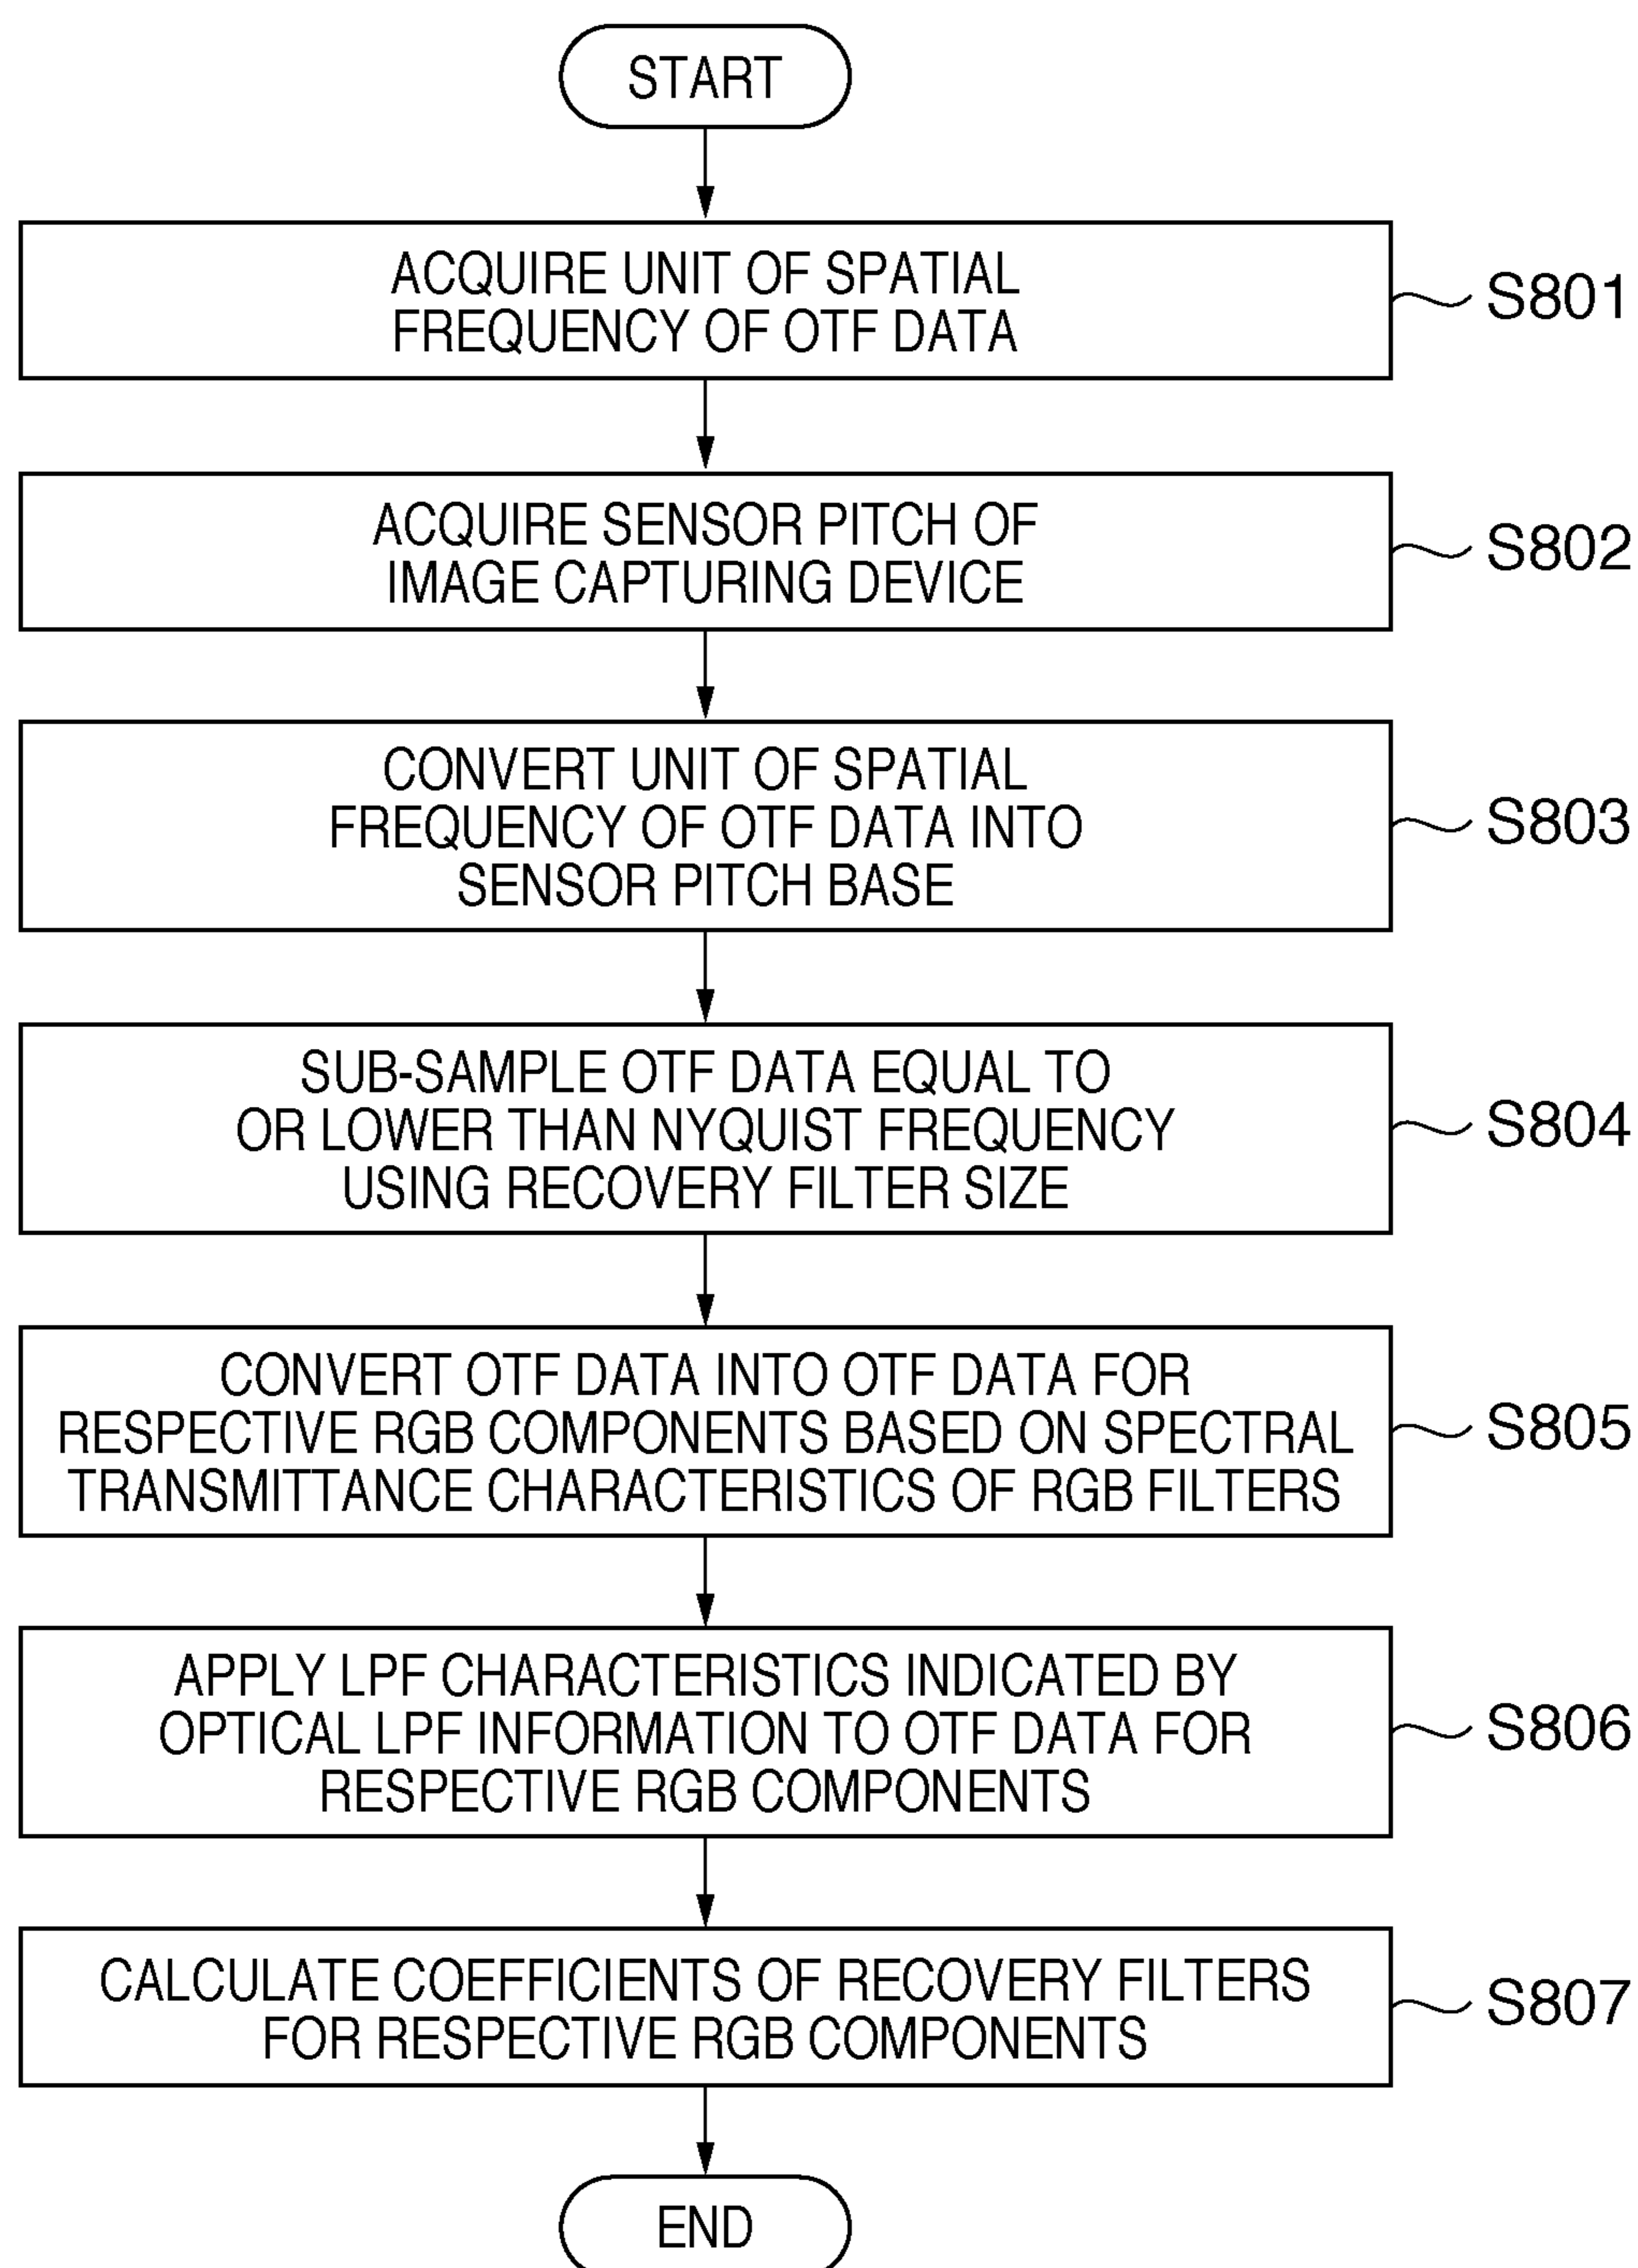 START
ACQUIRE UNIT OF SPATIAL
FREQUENCY OF OTF DATA
S801
ACQUIRE SENSOR PITCH OF
IMAGE CAPTURING DEVICE
S802
CONVERT UNIT OF SPATIAL
FREQUENCY OF OTF DATA INTO
SENSOR PITCH BASE
S803
SUB-SAMPLE OTF DATA EQUAL TO
OR LOWER THAN NYQUIST FREQUENCY
USING RECOVERY FILTER SIZE
S804
CONVERT OTF DATA INTO OTF DATA FOR
RESPECTIVE RGB COMPONENTS BASED ON SPECTRAL
TRANSMITTANCE CHARACTERISTICS OF RGB FILTERS
S805
APPLY LPF CHARACTERISTICS INDICATED BY
OPTICAL LPF INFORMATION TO OTF DATA FOR
RESPECTIVE RGB COMPONENTS
S806
CALCULATE COEFFICIENTS OF RECOVERY FILTERS
FOR RESPECTIVE RGB COMPONENTS
S807
END